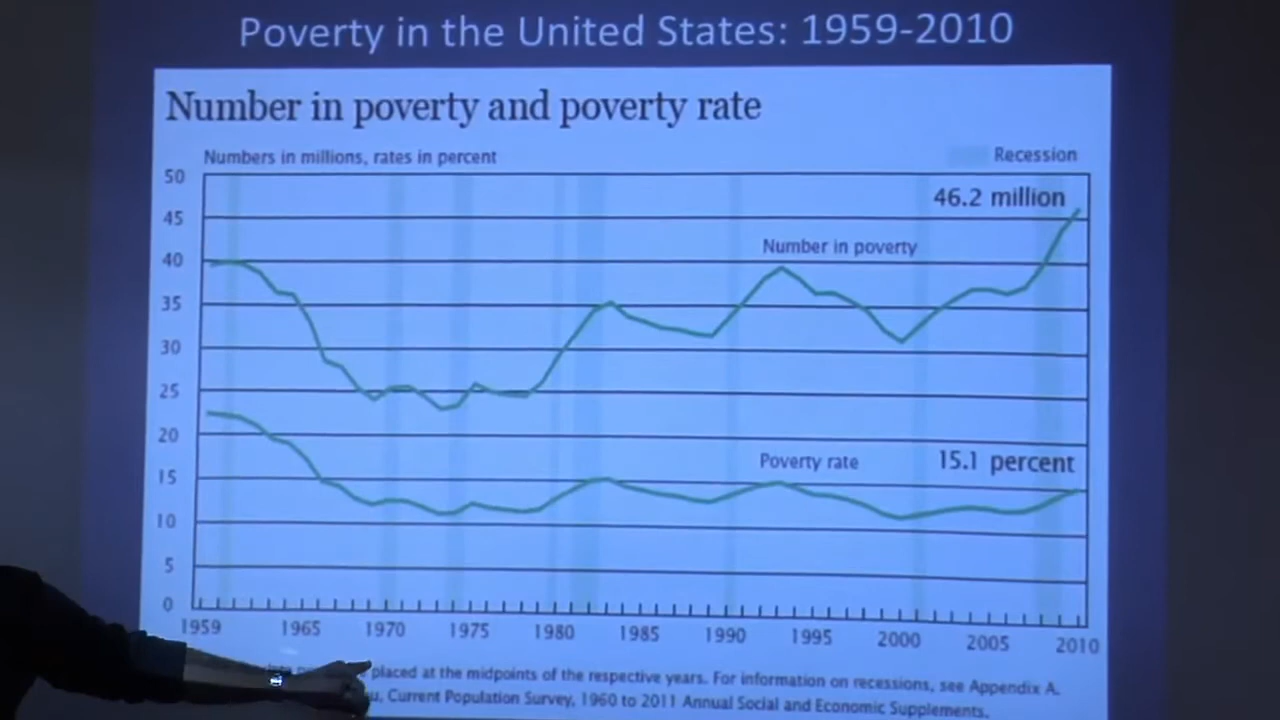 Poverty in the United States: 1959-2010
Number in poverty and poverty rate
Numbers in millions, rates in percent
Recession
50
46.2 million
45
Number in poverty
40
35
30
25
20
Poverty rate
15.1 percent
15
10
5
0
1959 1965 1970 1975 1980 1985 1990 1995 2000 2005 2010
placed at the midpoints of the respective years. For information on recessions, see Appendix A.
Current Population Survey, 1960 to 2011 Annual Social and Economic Supplements.